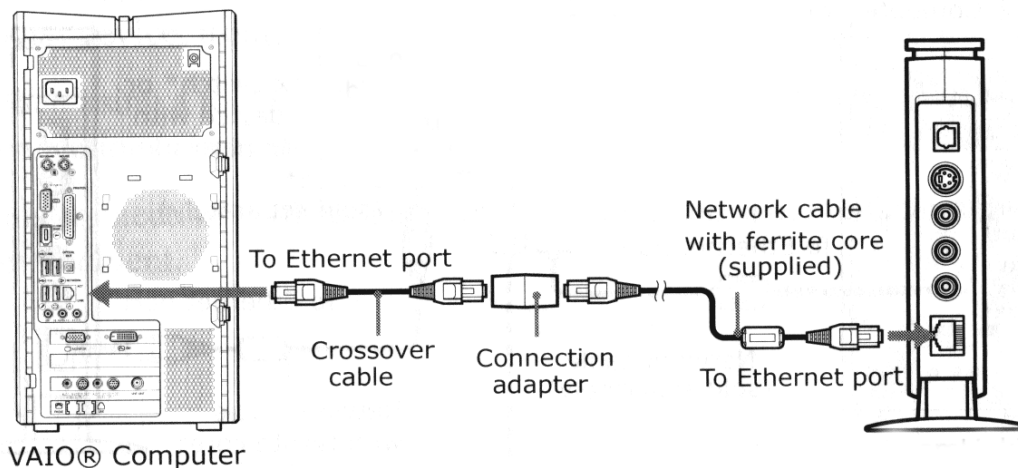 To Ethernet port
Network cable
with ferrite core
(supplied)
Crossover
cable
Connection
adapter
To Ethernet port
VAIO® Computer